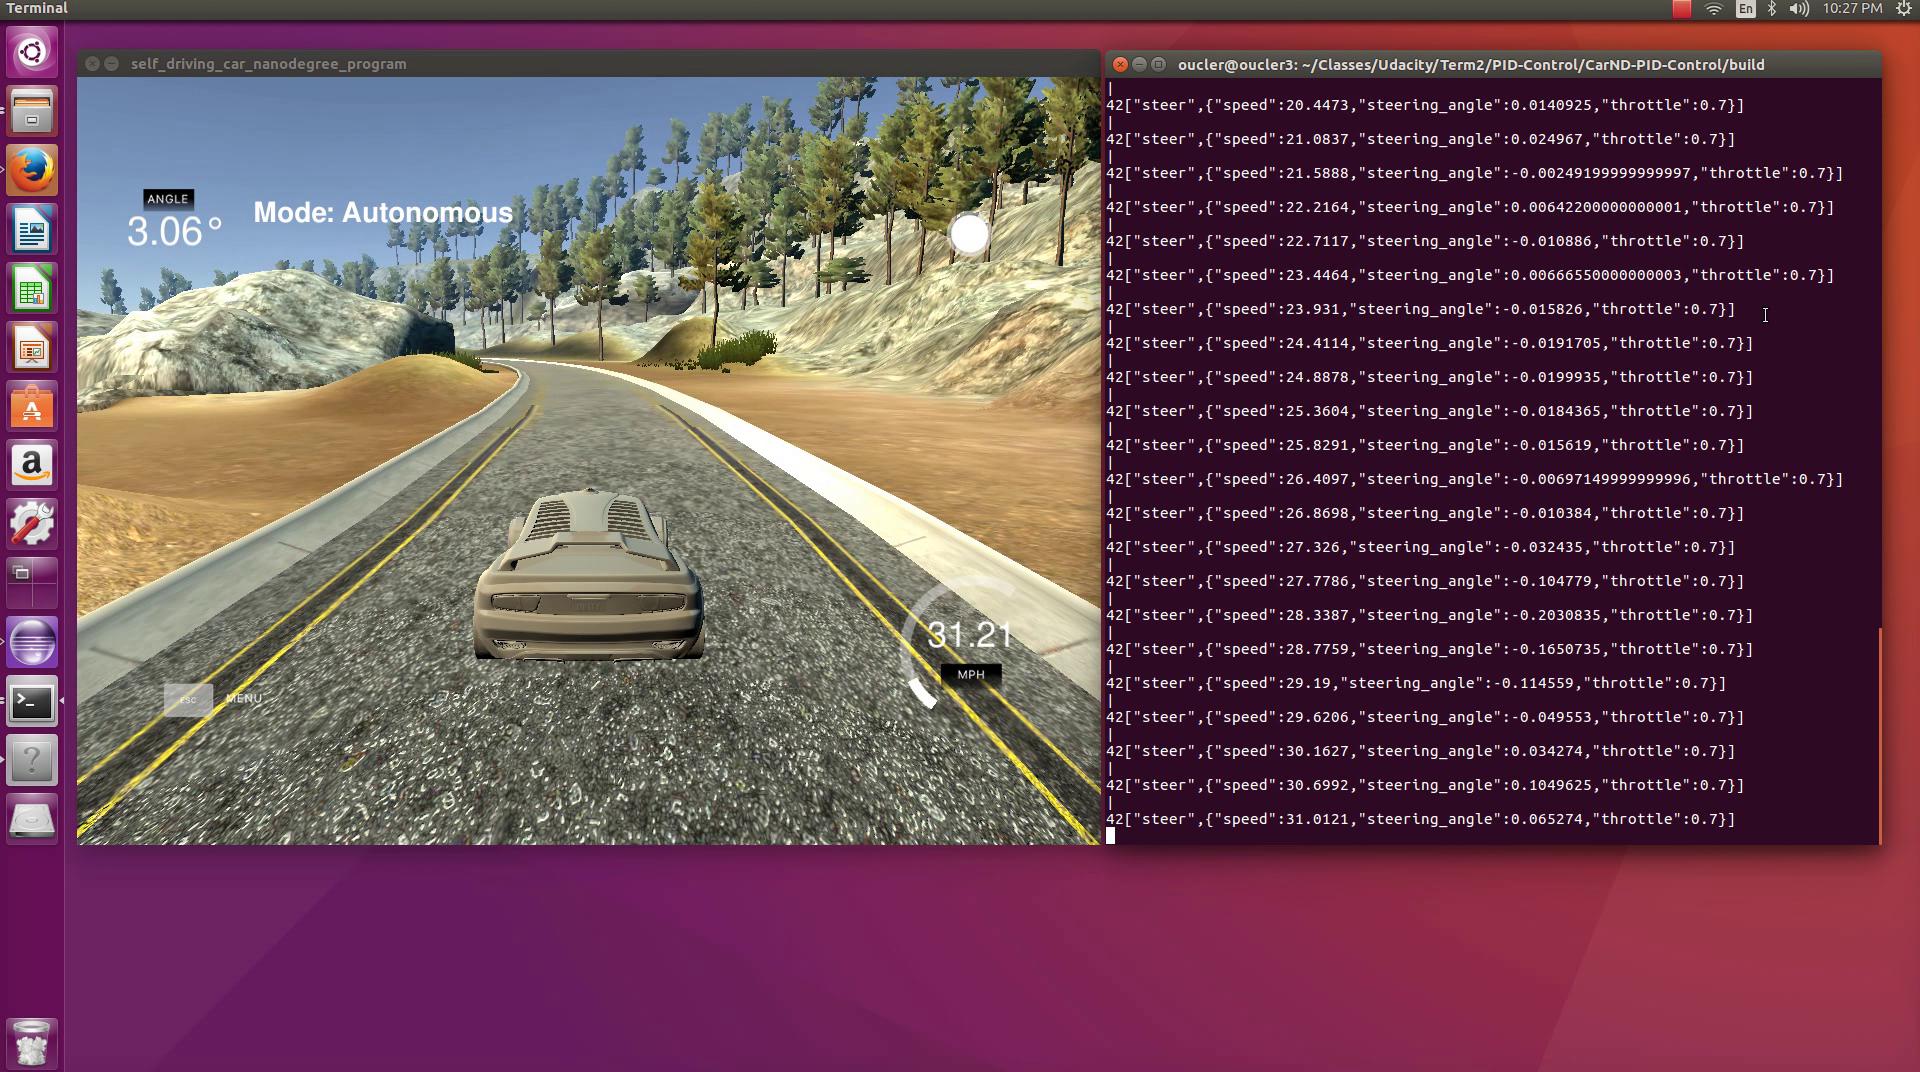 Terminal
En
10:27 PM
self_driving_car_nanodegree_program
ANGLE
3.06°
Mode: Autonomous
31.21
MPH
ESC
MENU
a
oucler@oucler3: ~/Classes/Udacity/Term2/PID-Control/CarND-PID-Control/build
|
42["steer",{"speed":20.4473,"steering_angle":0.0140925,"throttle":0.7}]
|
42["steer",{"speed":21.0837,"steering_angle":0.024967,"throttle":0.7}]
|
42["steer",{"speed":21.5888,"steering_angle":-0.00249199999999997,"throttle":0.7}]
|
42["steer",{"speed":22.2164,"steering_angle":0.00642200000000001,"throttle":0.7}]
|
42["steer",{"speed":22.7117,"steering_angle":-0.010886,"throttle":0.7}]
|
42["steer",{"speed":23.4464,"steering_angle":0.00666550000000003,"throttle":0.7}]
|
42["steer",{"speed":23.931,"steering_angle":-0.015826,"throttle":0.7}]
|
42["steer",{"speed":24.4114,"steering_angle":-0.0191705,"throttle":0.7}]
|
42["steer",{"speed":24.8878,"steering_angle":-0.0199935,"throttle":0.7}]
|
42["steer",{"speed":25.3604,"steering_angle":-0.0184365,"throttle":0.7}]
|
42["steer",{"speed":25.8291,"steering_angle":-0.015619,"throttle":0.7}]
|
42["steer",{"speed":26.4097,"steering_angle":-0.00697149999999996,"throttle":0.7}]
|
42["steer",{"speed":26.8698,"steering_angle":-0.010384,"throttle":0.7}]
|
42["steer",{"speed":27.326,"steering_angle":-0.032435,"throttle":0.7}]
|
42["steer",{"speed":27.7786,"steering_angle":-0.104779,"throttle":0.7}]
|
42["steer",{"speed":28.3387,"steering_angle":-0.2030835,"throttle":0.7}]
|
42["steer",{"speed":28.7759,"steering_angle":-0.1650735,"throttle":0.7}]
|
42["steer",{"speed":29.19,"steering_angle":-0.114559,"throttle":0.7}]
|
42["steer",{"speed":29.6206,"steering_angle":-0.049553,"throttle":0.7}]
|
42["steer",{"speed":30.1627,"steering_angle":0.034274,"throttle":0.7}]
|
42["steer",{"speed":30.6992,"steering_angle":0.1049625,"throttle":0.7}]
|
42["steer",{"speed":31.0121,"steering_angle":0.065274,"throttle":0.7}]